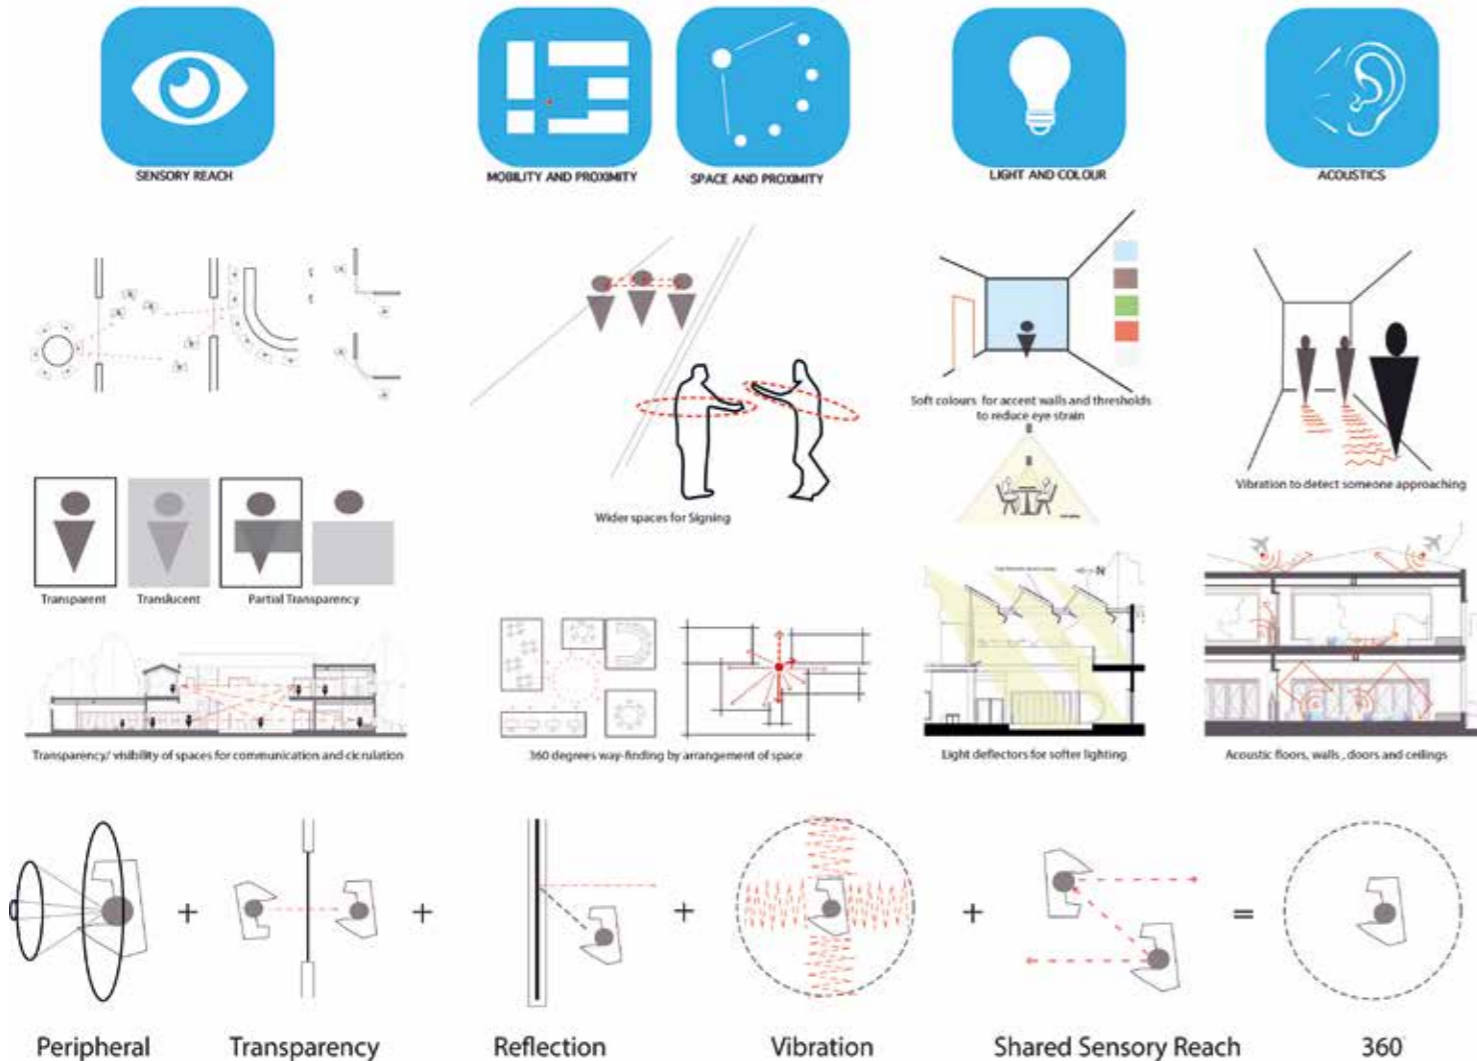 SENSORY REACH
MOBILITY AND PROXIMITY
SPACE AND PROXIMITY
LIGHT AND COLOUR
ACOUSTICS
Soft colours for accent walls and thresholds
to reduce eye strain
Vibration to detect someone approaching
Wider spaces for Signing
Transparent
Translucent
Partial Transparency
N
Transparency/ visibility of spaces for communication and cicrulation
360 degrees way-finding by arrangement of space
Light deflectors for softer lighting
Acoustic floors, walls , doors and ceilings
+
+
+
+
=
Peripheral
Transparency
Reflection
Vibration
Shared Sensory Reach
360